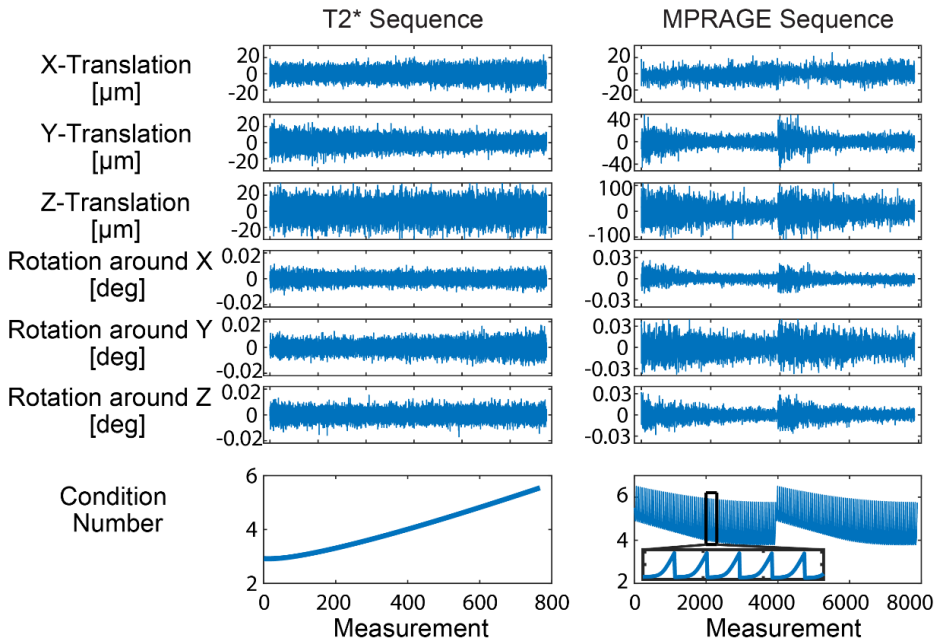 T2* Sequence
MPRAGE Sequence
X-Translation
[µm]
20
0
-20
20
0
-20
Y-Translation
[µm]
20
0
-20
40
0
-40
Z-Translation
[µm]
20
0
-20
100
0
-100
Rotation around X
[deg]
0.02
0
-0.02
0.03
0
-0.03
Rotation around Y
[deg]
0.02
0
-0.02
0.03
0
-0.03
Rotation around Z
[deg]
0.02
0
-0.02
0.03
0
-0.03
Condition
Number
6
4
2
6
4
2
0 200 400 600 800
0 2000 4000 6000 8000
Measurement
Measurement